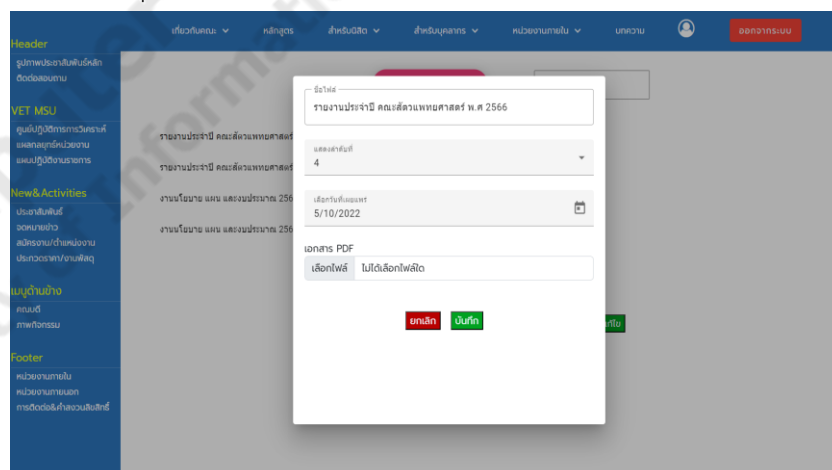 เกี่ยวกับคณะ หลักสูตร สำหรับนิสิต สำหรับบุคลากร หน่วยงานภายใน บทความ ออกจากระบบ
Header
รูปภาพประชาสัมพันธ์หลัก
ติดต่อสอบถาม
VET MSU
ศูนย์ปฏิบัติการการวิเคราะห์
แผนกลยุทธ์หน่วยงาน
แผนปฏิบัติงานราชการ
New&Activities
ประชาสัมพันธ์
จดหมายข่าว
สมัครงาน/ตำแหน่งงาน
ประกวดราคา/งานพัสดุ
เมนูด้านข้าง
คณบดี
ภาพกิจกรรม
Footer
หน่วยงานภายใน
หน่วยงานภายนอก
การติดต่อ&คำสงวนลิขสิทธิ์
รายงานประจำปี คณะสัตวแพทยศาสตร์
รายงานประจำปี คณะสัตวแพทยศาสตร์
งานนโยบาย แผน และงบประมาณ 256
งานนโยบาย แผน และงบประมาณ 256
ชื่อไฟล์
รายงานประจำปี คณะสัตวแพทยศาสตร์ พ.ศ 2566
แสดงลำดับที่
4
เลือกวันที่เผยแพร่
5/10/2022
เอกสาร PDF
เลือกไฟล์ ไม่ได้เลือกไฟล์ใด
ยกเลิก บันทึก